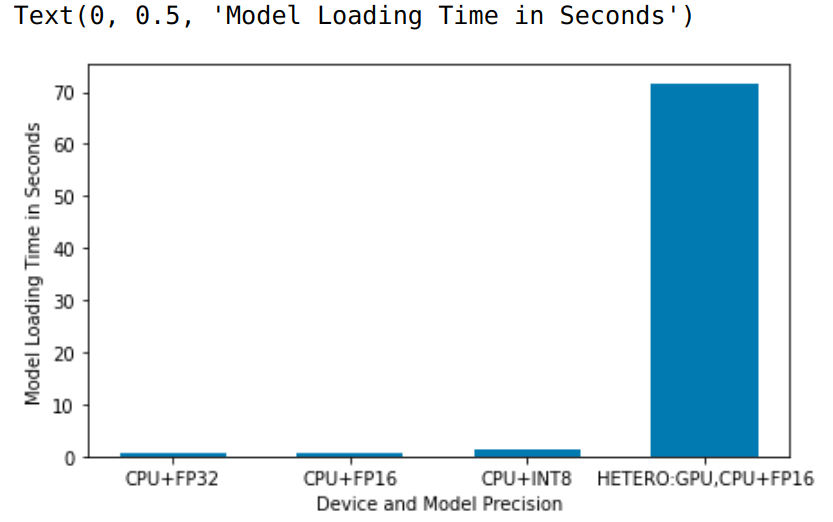 Text(0, 0.5, 'Model Loading Time in Seconds')
Model Loading Time in Seconds
70
60
50
40
30
20
10
0
CPU+FP32 CPU+FP16 CPU+INT8 HETERO:GPU,CPU+FP16
Device and Model Precision